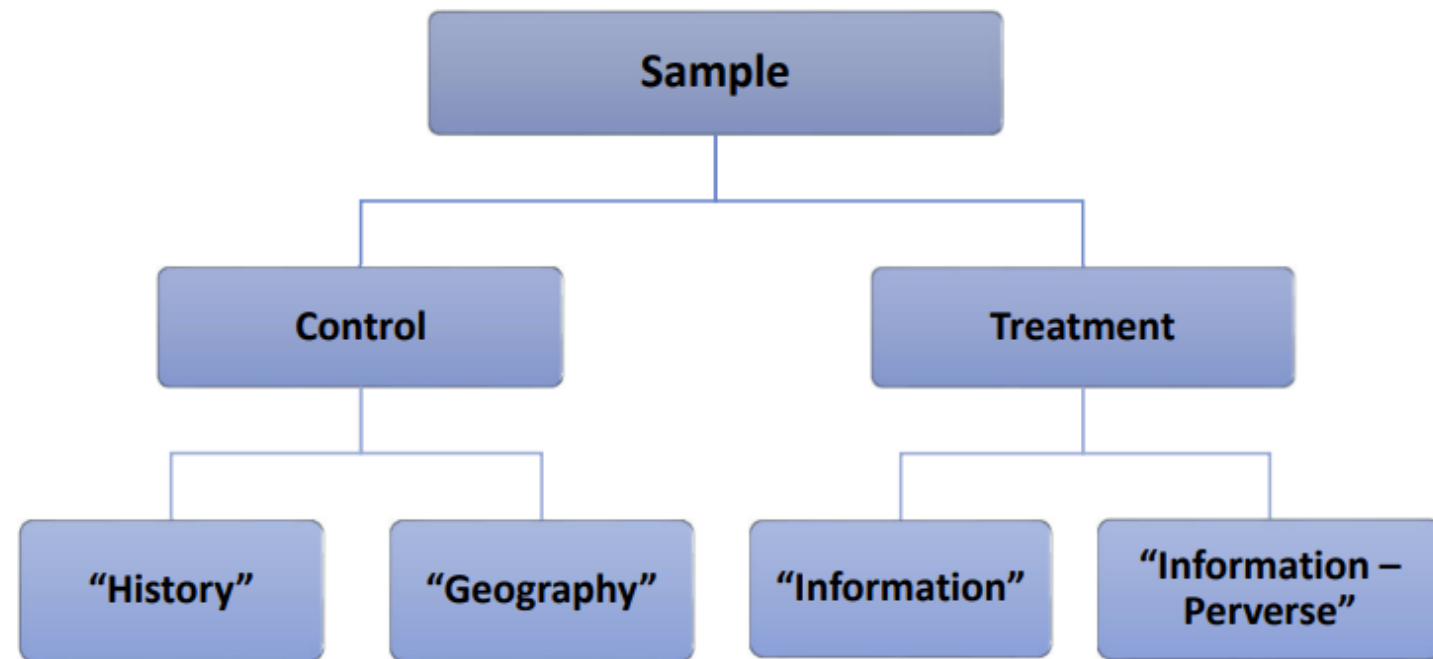 Sample
Control
Treatment
“History”
“Geography”
“Information”
“Information –
Perverse”